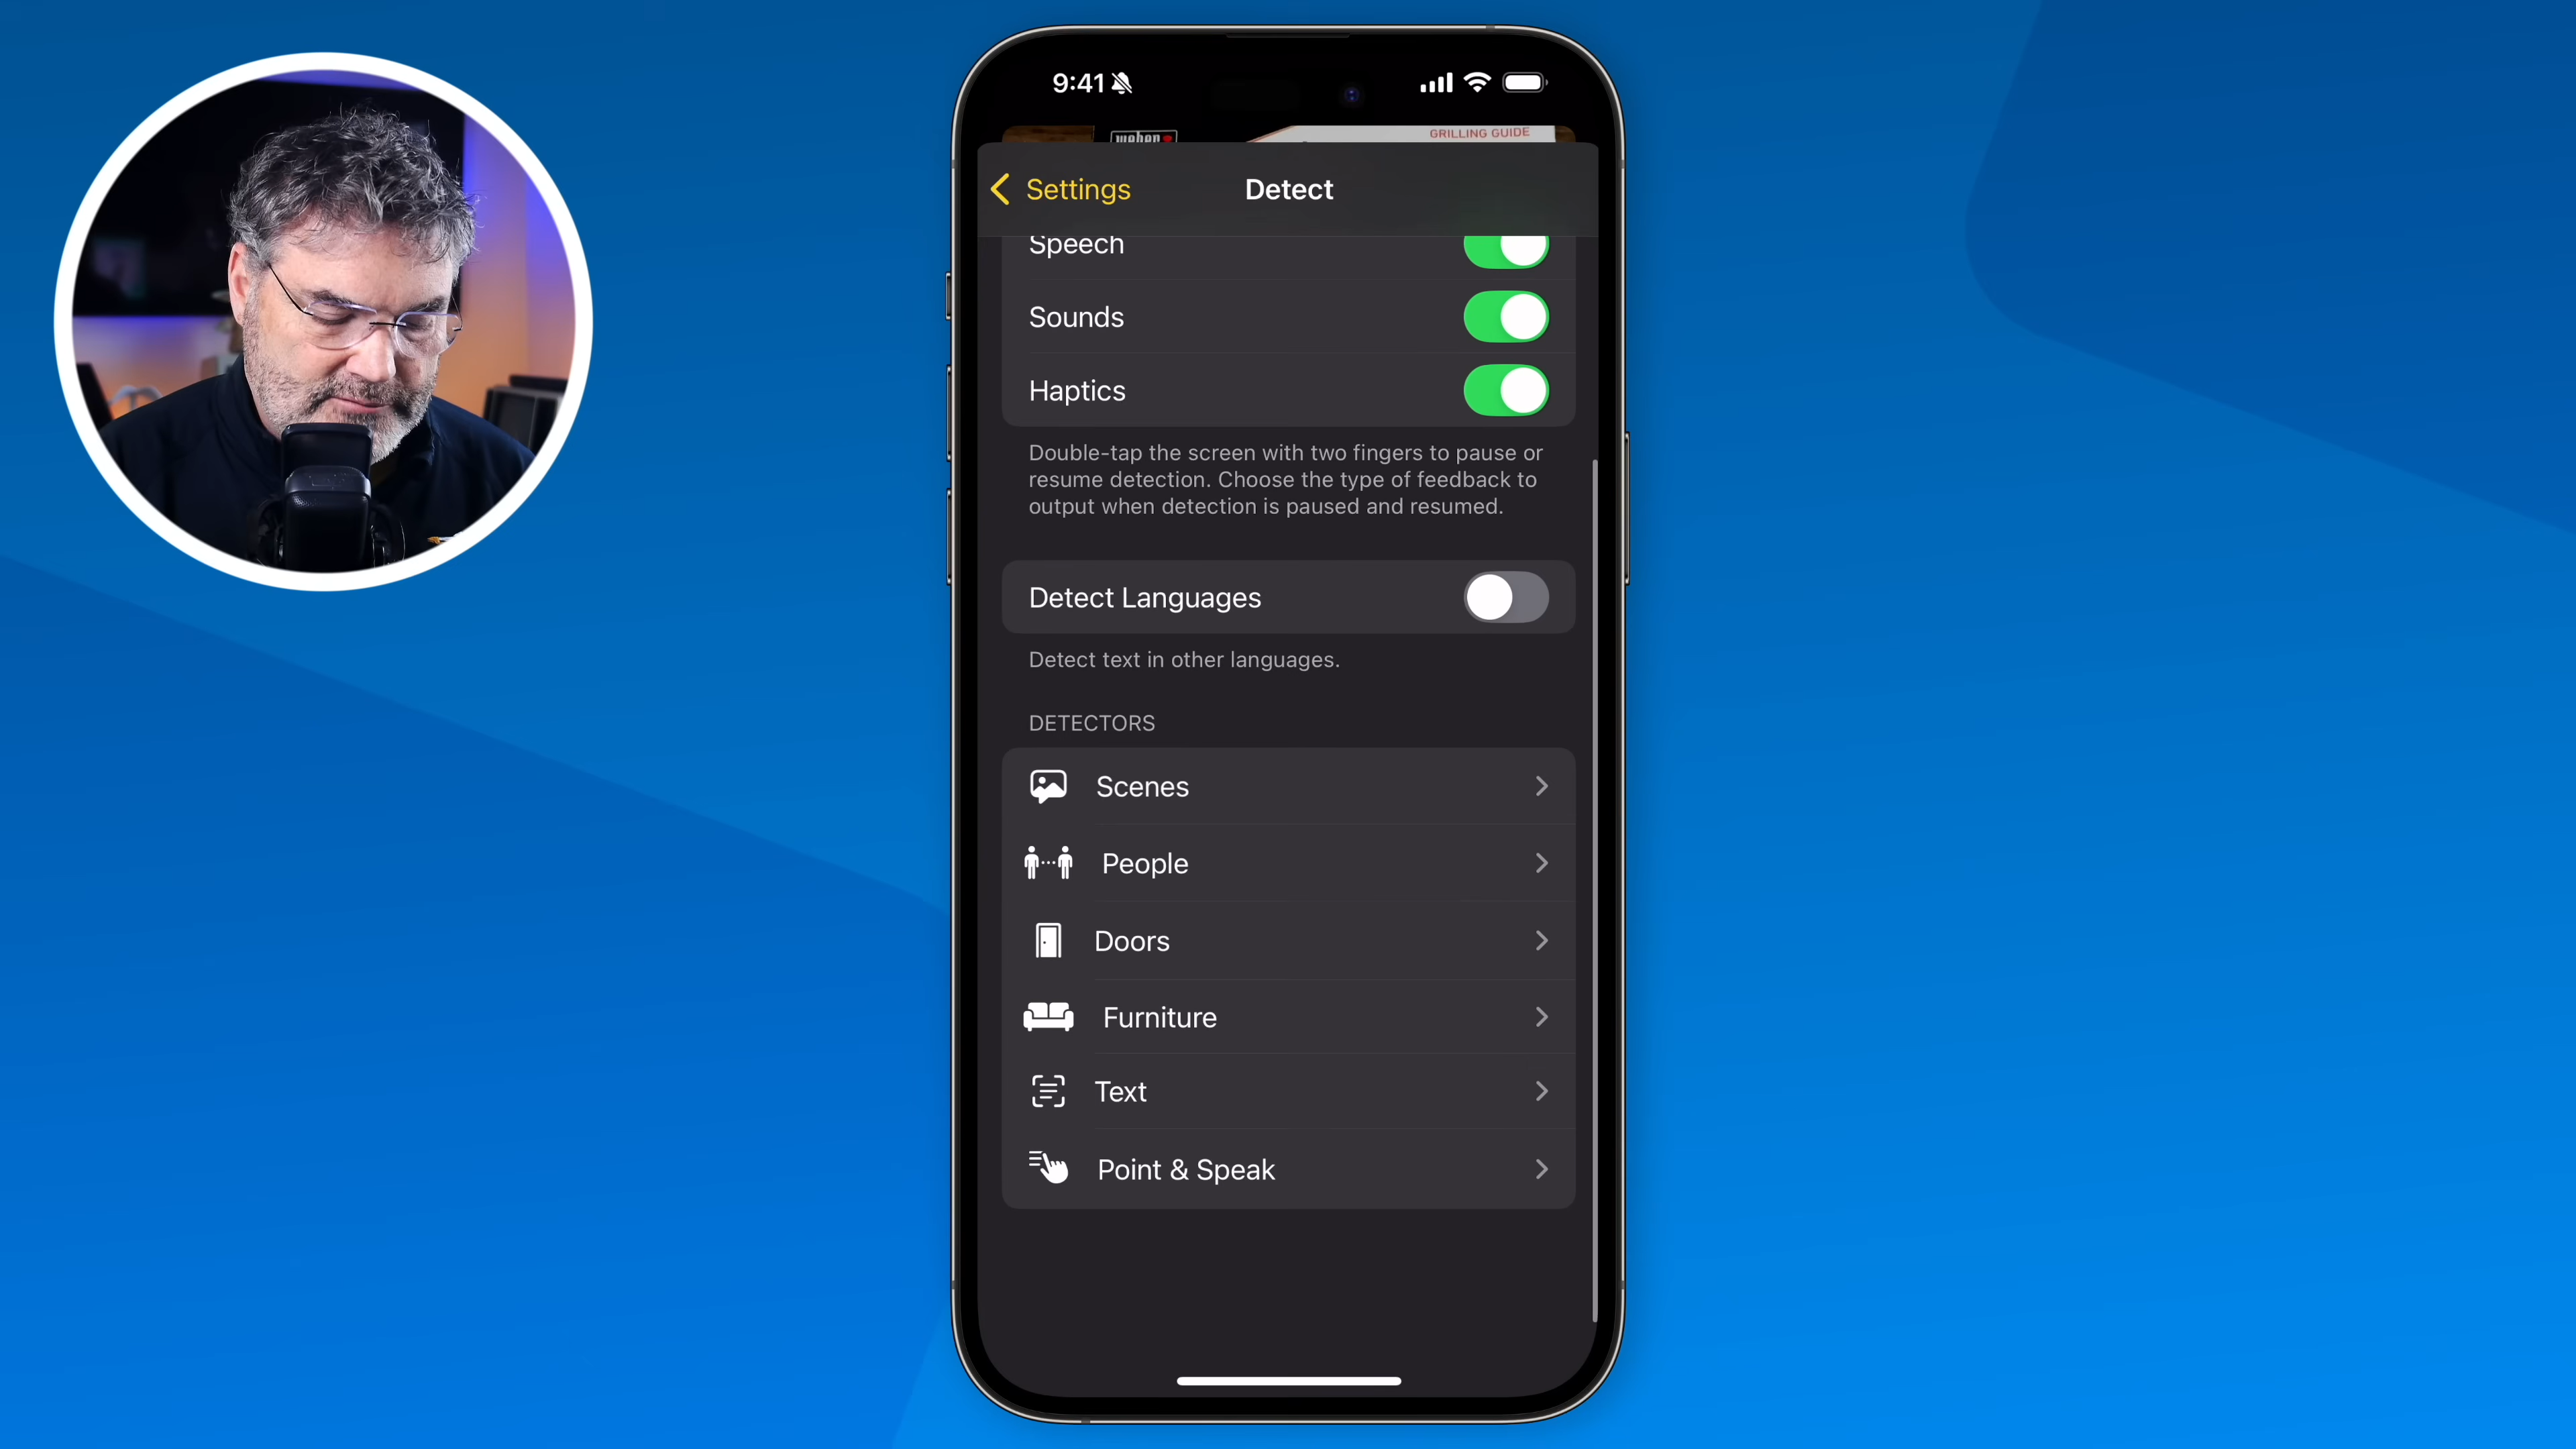 9:41
weber
GRILLING GUIDE
Settings
Detect
Speech
Sounds
Haptics
Double-tap the screen with two fingers to pause or
resume detection. Choose the type of feedback to
output when detection is paused and resumed.
Detect Languages
Detect text in other languages.
DETECTORS
Scenes
People
Doors
Furniture
Text
Point & Speak